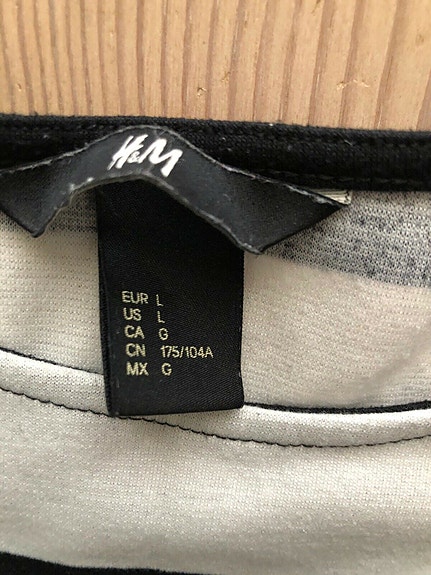 H&M
EUR L
US L
CA G
CN 175/104A
MX G